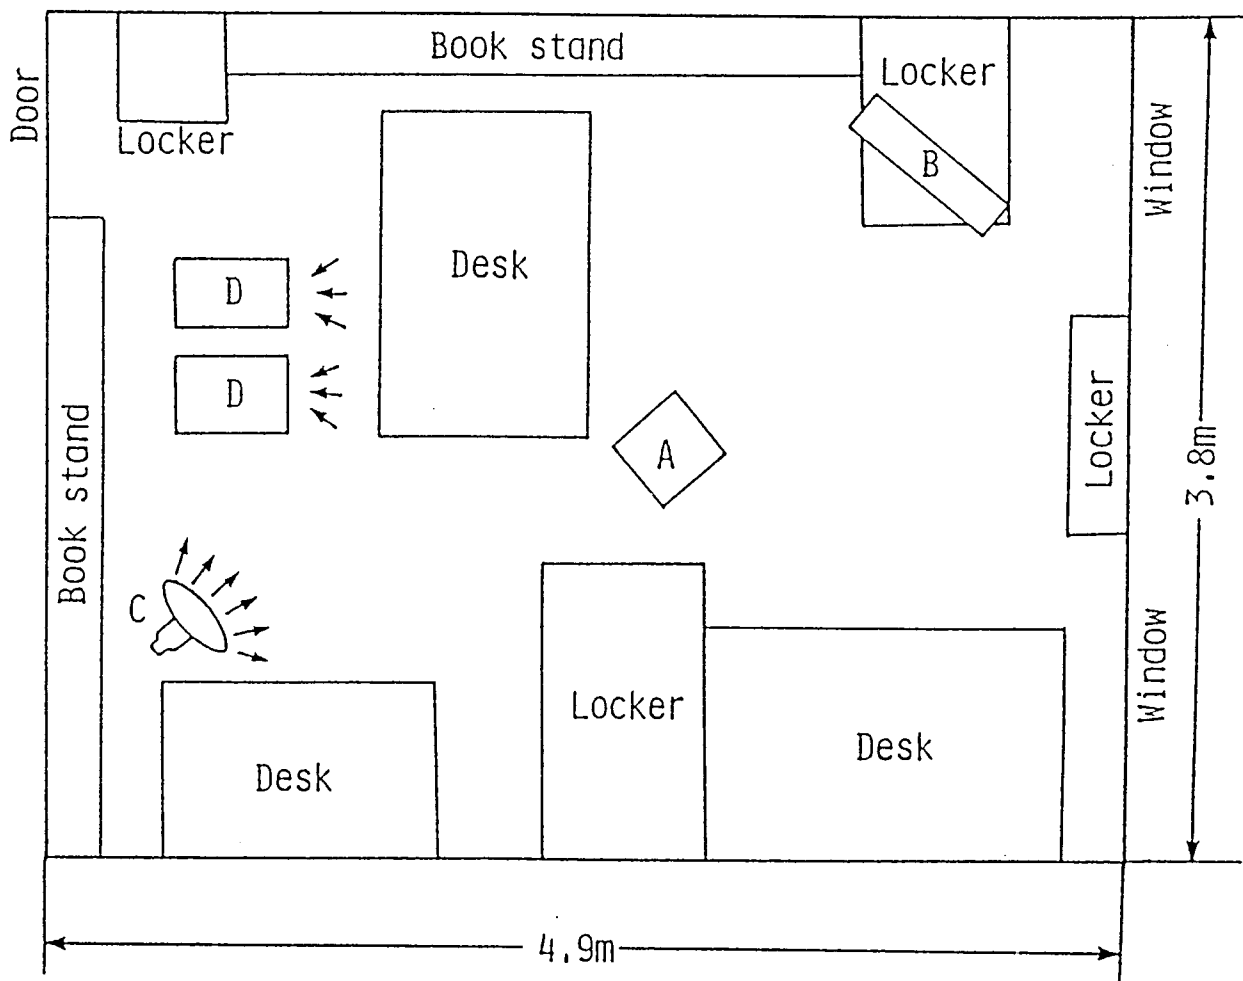 Book stand
Locker
Door
Locker
Window
B
Desk
D
D
Locker
A
3.8m
Book stand
C
Window
Locker
Desk
Desk
4.9m